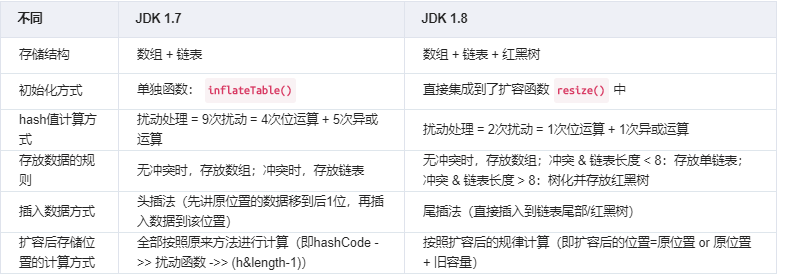 不同 JDK 1.7 JDK 1.8
存储结构 数组 + 链表 数组 + 链表 + 红黑树
初始化方式 单独函数： inflateTable() 直接集成到了扩容函数 resize() 中
hash值计算方
式
扰动处理 = 9次扰动 = 4次位运算 + 5次异或
运算
扰动处理 = 2次扰动 = 1次位运算 + 1次异或运算
存放数据的规
则
无冲突时，存放数组；冲突时，存放链表
无冲突时，存放数组；冲突 & 链表长度 < 8：存放单链表；
冲突 & 链表长度 > 8：树化并存放红黑树
插入数据方式
头插法（先讲原位置的数据移到后1位，再插
入数据到该位置）
尾插法（直接插入到链表尾部/红黑树）
扩容后存储位
置的计算方式
全部按照原来方法进行计算（即hashCode -
>> 扰动函数 ->> (h&length-1)）
按照扩容后的规律计算（即扩容后的位置=原位置 or 原位置
+ 旧容量）